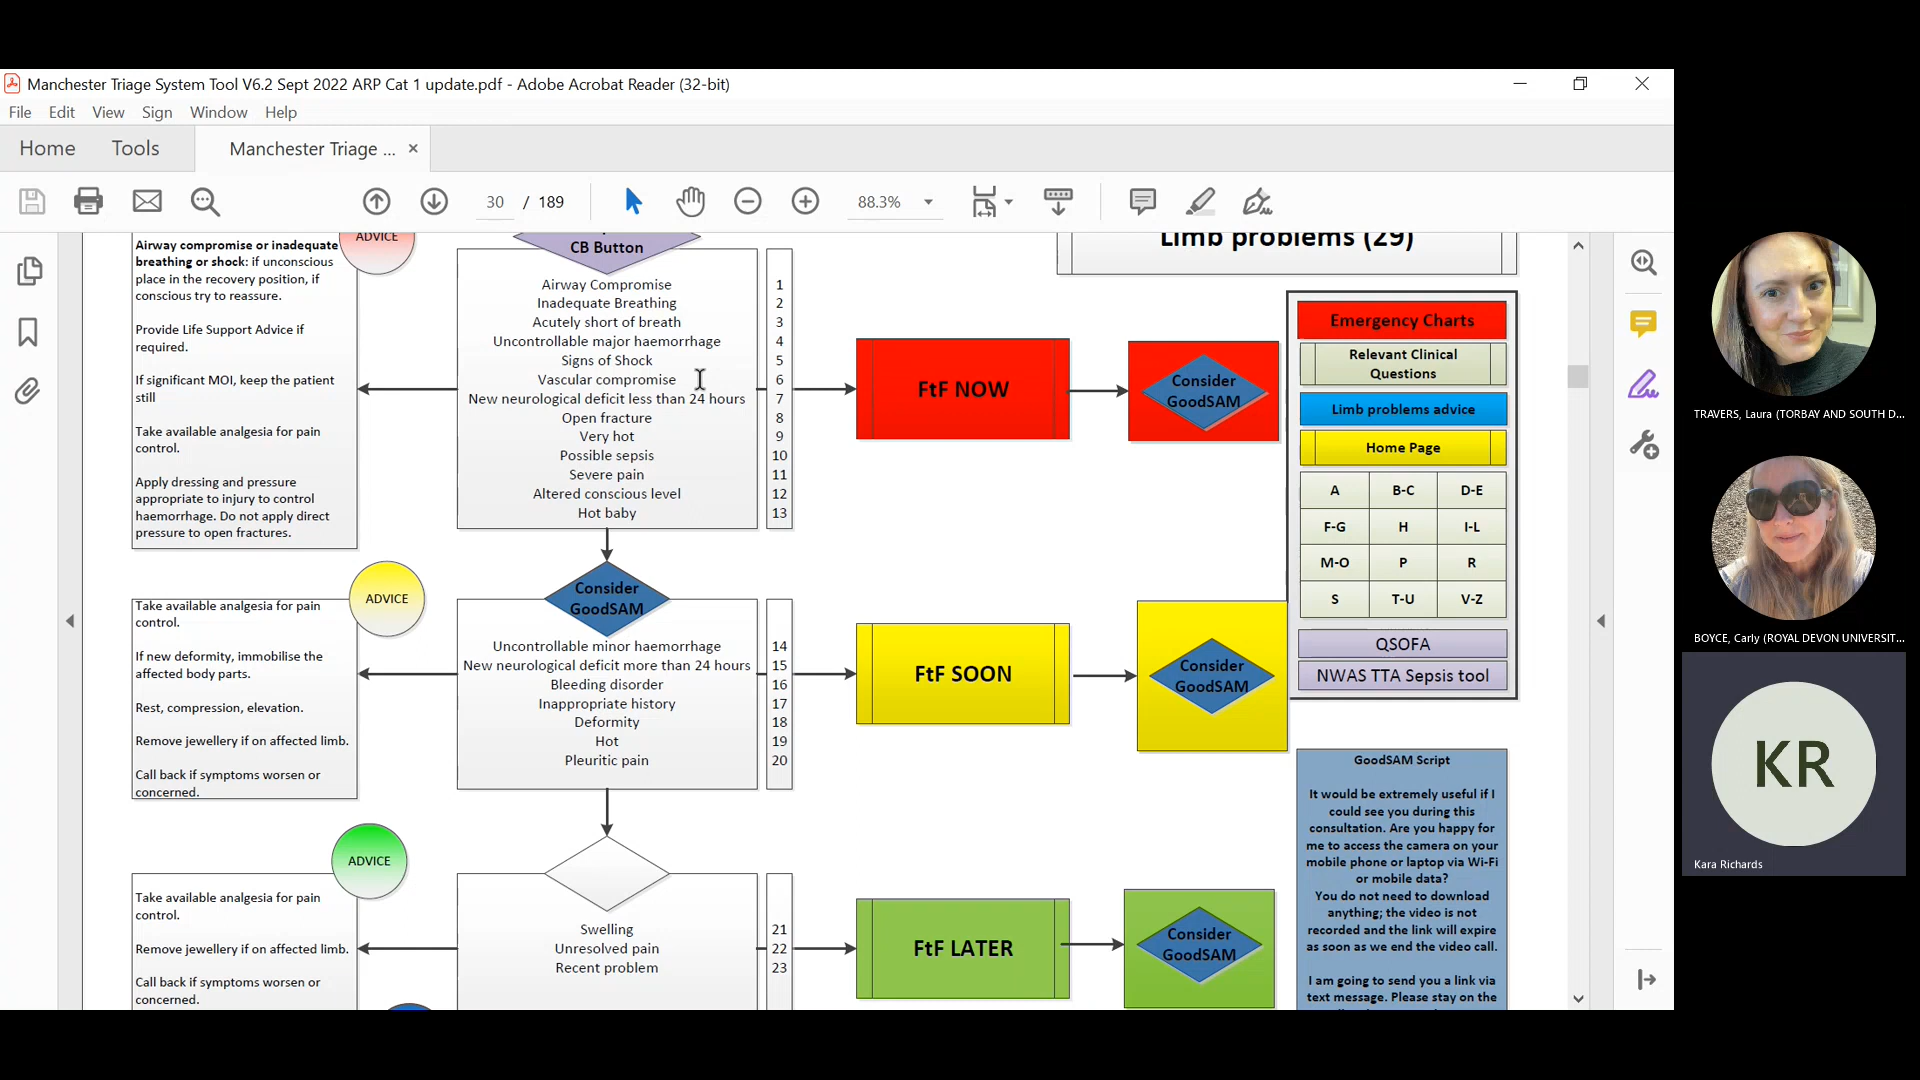 Manchester Triage System Tool V6.2 Sept 2022 ARP Cat 1 update.pdf - Adobe Acrobat Reader (32-bit)
File Edit View Sign Window Help
Home Tools Manchester Triage ... ×
30 / 189 88.3%
Airway compromise or inadequate
breathing or shock: if unconscious
place in the recovery position, if
conscious try to reassure.
Provide Life Support Advice if
required.
If significant MOI, keep the patient
still
Take available analgesia for pain
control.
Apply dressing and pressure
appropriate to injury to control
haemorrhage. Do not apply direct
pressure to open fractures.
ADVICE
CB Button
Airway Compromise 1
Inadequate Breathing 2
Acutely short of breath 3
Uncontrollable major haemorrhage 4
Signs of Shock 5
Vascular compromise 6
New neurological deficit less than 24 hours 7
Open fracture 8
Very hot 9
Possible sepsis 10
Severe pain 11
Altered conscious level 12
Hot baby 13
FtF NOW
Consider
GoodSAM
Limb problems (29)
Emergency Charts
Relevant Clinical
Questions
Limb problems advice
Home Page
A B-C D-E
F-G H I-L
M-O P R
S T-U V-Z
QSOFA
NWAS TTA Sepsis tool
Take available analgesia for pain
control.
If new deformity, immobilise the
affected body parts.
Rest, compression, elevation.
Remove jewellery if on affected limb.
Call back if symptoms worsen or
concerned.
ADVICE
Consider
GoodSAM
Uncontrollable minor haemorrhage 14
New neurological deficit more than 24 hours 15
Bleeding disorder 16
Inappropriate history 17
Deformity 18
Hot 19
Pleuritic pain 20
FtF SOON
Consider
GoodSAM
ADVICE
Take available analgesia for pain
control.
Remove jewellery if on affected limb.
Call back if symptoms worsen or
concerned.
Swelling 21
Unresolved pain 22
Recent problem 23
FtF LATER
Consider
GoodSAM
GoodSAM Script
It would be extremely useful if I
could see you during this
consultation. Are you happy for
me to access the camera on your
mobile phone or laptop via Wi-Fi
or mobile data?
You do not need to download
anything; the video is not
recorded and the link will expire
as soon as we end the video call.
I am going to send you a link via
text message. Please stay on the
TRAVERS, Laura (TORBAY AND SOUTH D...
BOYCE, Carly (ROYAL DEVON UNIVERSIT...
KR
Kara Richards